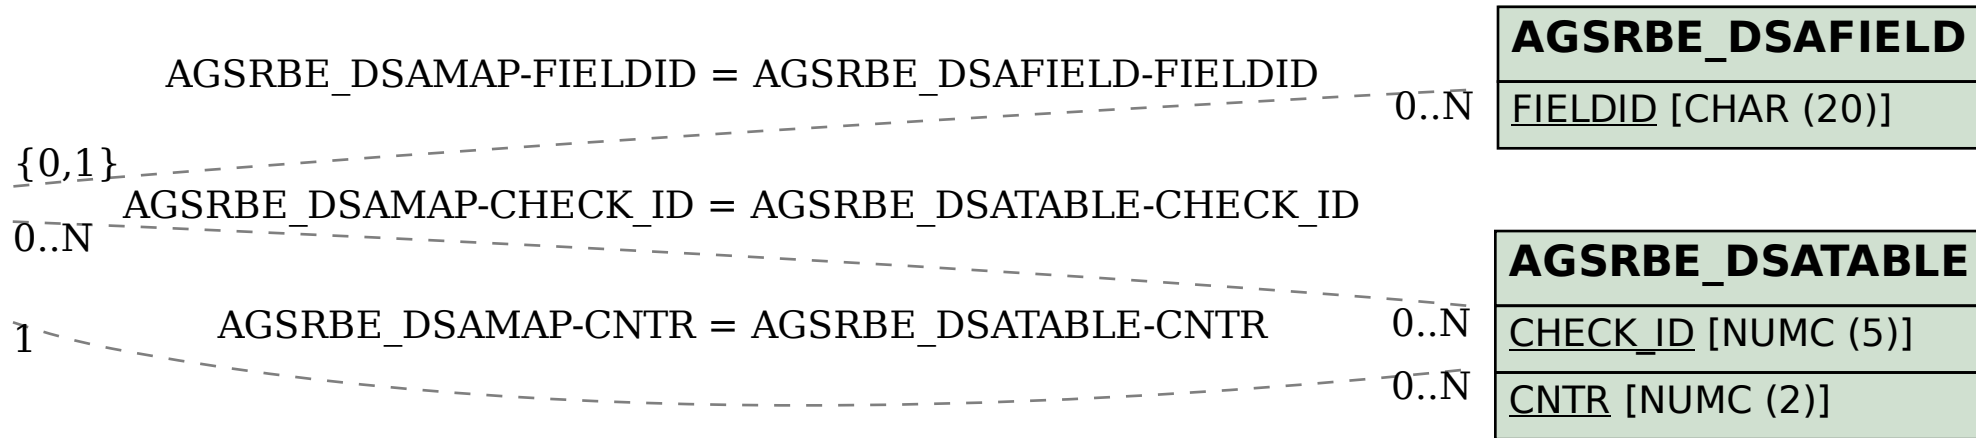 AGSRBE_DSAFIELD
AGSRBE_DSAMAP-FIELDID = AGSRBE_DSAFIELD-FIELDID
0..N
FIELDID [CHAR (20)]
{0,1}
AGSRBE_DSAMAP-CHECK_ID = AGSRBE_DSATABLE-CHECK_ID
0..N
AGSRBE_DSATABLE
AGSRBE_DSAMAP-CNTR = AGSRBE_DSATABLE-CNTR
0..N
CHECK_ID [NUMC (5)]
1
0..N
CNTR [NUMC (2)]